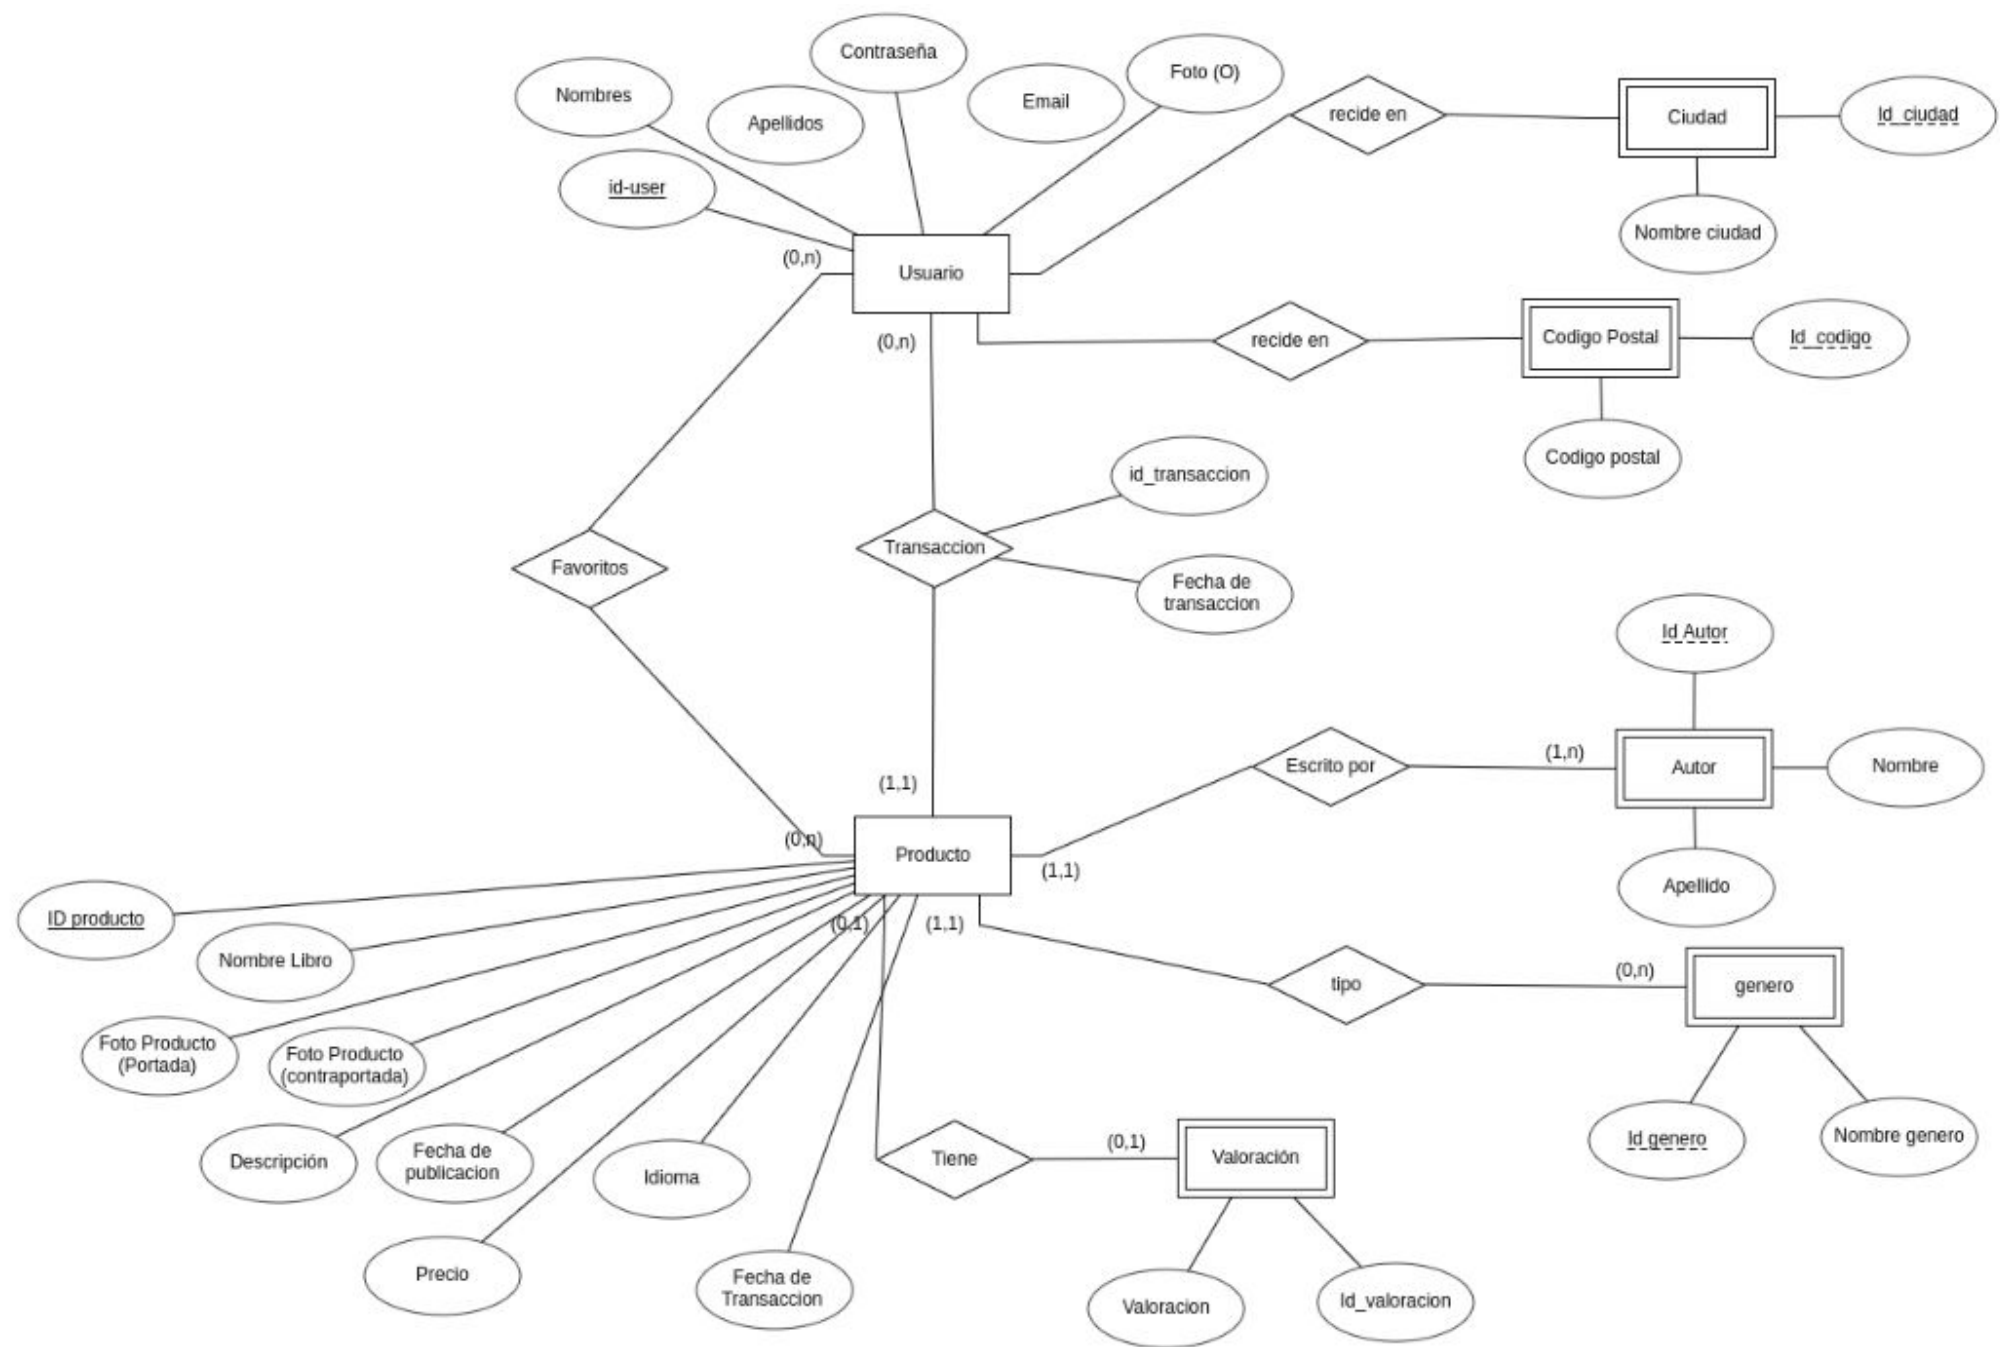 Contraseña
Nombres
Apellidos
Email
Foto (O)
recide en
Ciudad
Id_ciudad
id-user
Nombre ciudad
(0,n)
Usuario
(0,n)
recide en
Codigo Postal
Id_codigo
Codigo postal
id_transaccion
Favoritos
Transaccion
Fecha de
transaccion
Id Autor
(1,1)
Escrito por
(1,n)
Autor
Nombre
(0,n)
Producto
(1,1)
Apellido
ID producto
Nombre Libro
(0,1)
(1,1)
tipo
(0,n)
genero
Foto Producto
(Portada)
Foto Producto
(contraportada)
Id genero
Nombre genero
Descripción
Fecha de
publicacion
Idioma
Tiene
(0,1)
Valoración
Precio
Fecha de
Transaccion
Valoracion
Id_valoracion